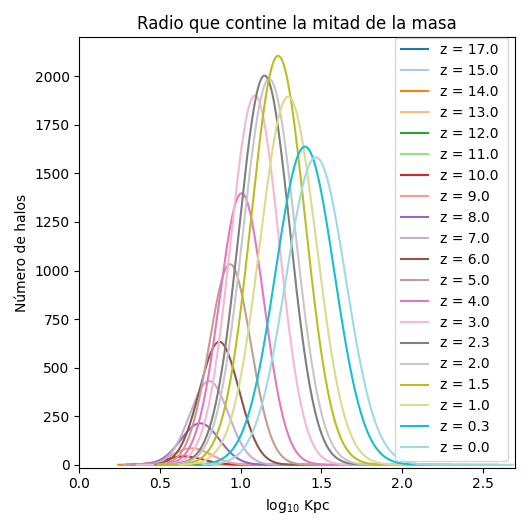 Radio que contine la mitad de la masa
Número de halos
2000
1750
1500
1250
1000
750
500
250
0
0.0 0.5 1.0 1.5 2.0 2.5
log₁₀ Kpc
z = 17.0
z = 15.0
z = 14.0
z = 13.0
z = 12.0
z = 11.0
z = 10.0
z = 9.0
z = 8.0
z = 7.0
z = 6.0
z = 5.0
z = 4.0
z = 3.0
z = 2.3
z = 2.0
z = 1.5
z = 1.0
z = 0.3
z = 0.0